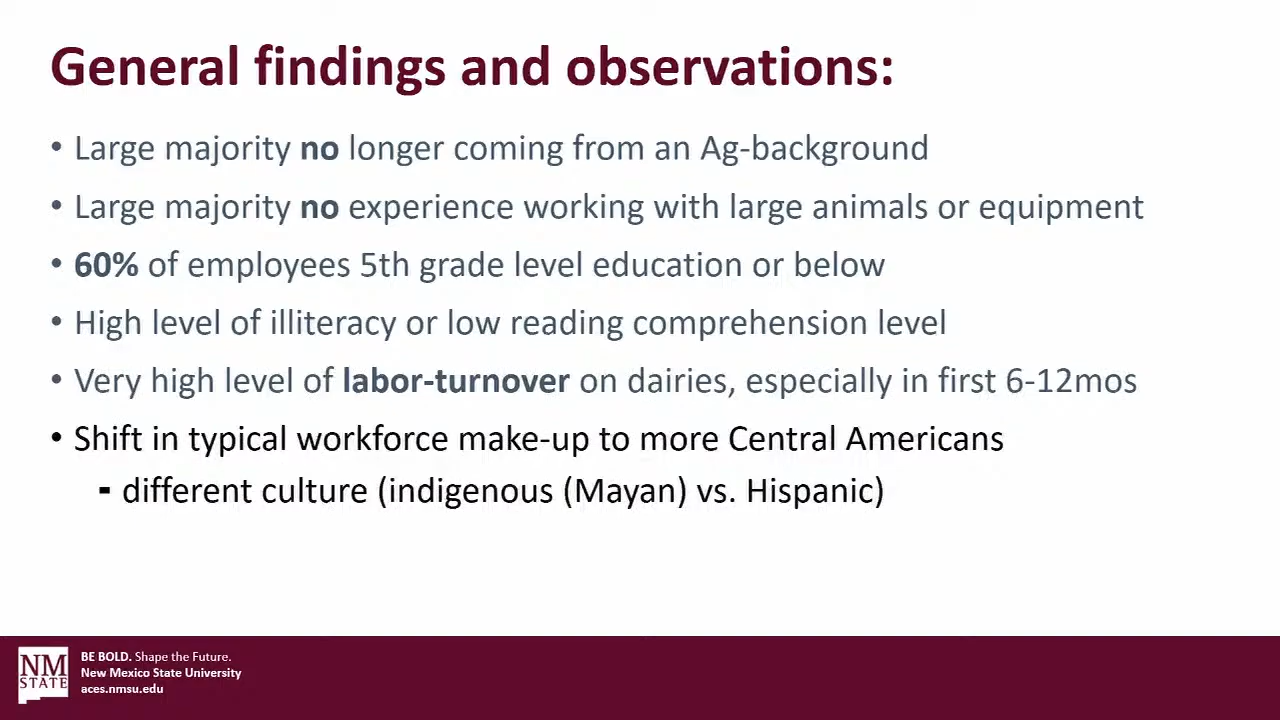 General findings and observations:
• Large majority no longer coming from an Ag-background
• Large majority no experience working with large animals or equipment
• 60% of employees 5th grade level education or below
• High level of illiteracy or low reading comprehension level
• Very high level of labor-turnover on dairies, especially in first 6-12mos
• Shift in typical workforce make-up to more Central Americans
- different culture (indigenous (Mayan) vs. Hispanic)
NM
STATE
BE BOLD. Shape the Future.
New Mexico State University
aces.nmsu.edu